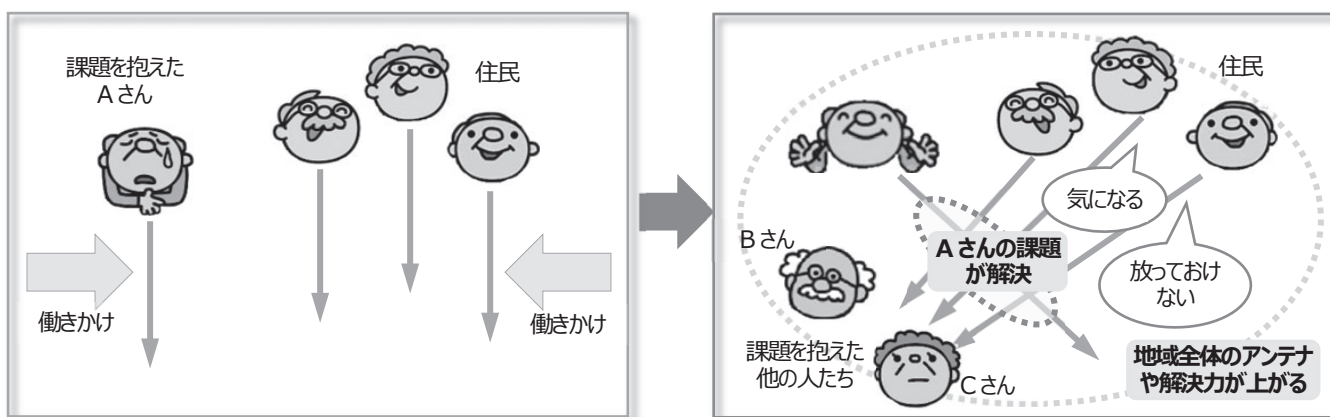 課題を抱えた
Aさん
住民
働きかけ
働きかけ
住民
気になる
Bさん
Aさんの課題
が解決
放っておけ
ない
課題を抱えた
他の人たち
Cさん
地域全体のアンテナ
や解決力が上がる